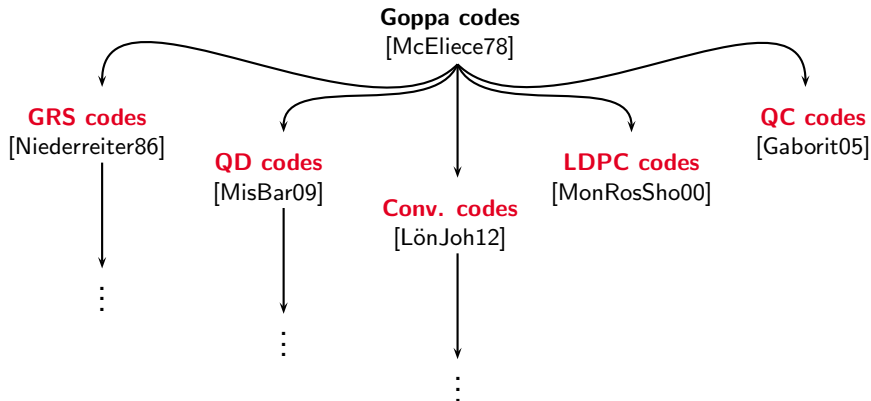 Goppa codes
[McEliece78]
GRS codes
[Niederreiter86]
QD codes
[MisBar09]
Conv. codes
[LönJoh12]
LDPC codes
[MonRosSho00]
QC codes
[Gaborit05]
⋮
⋮
⋮